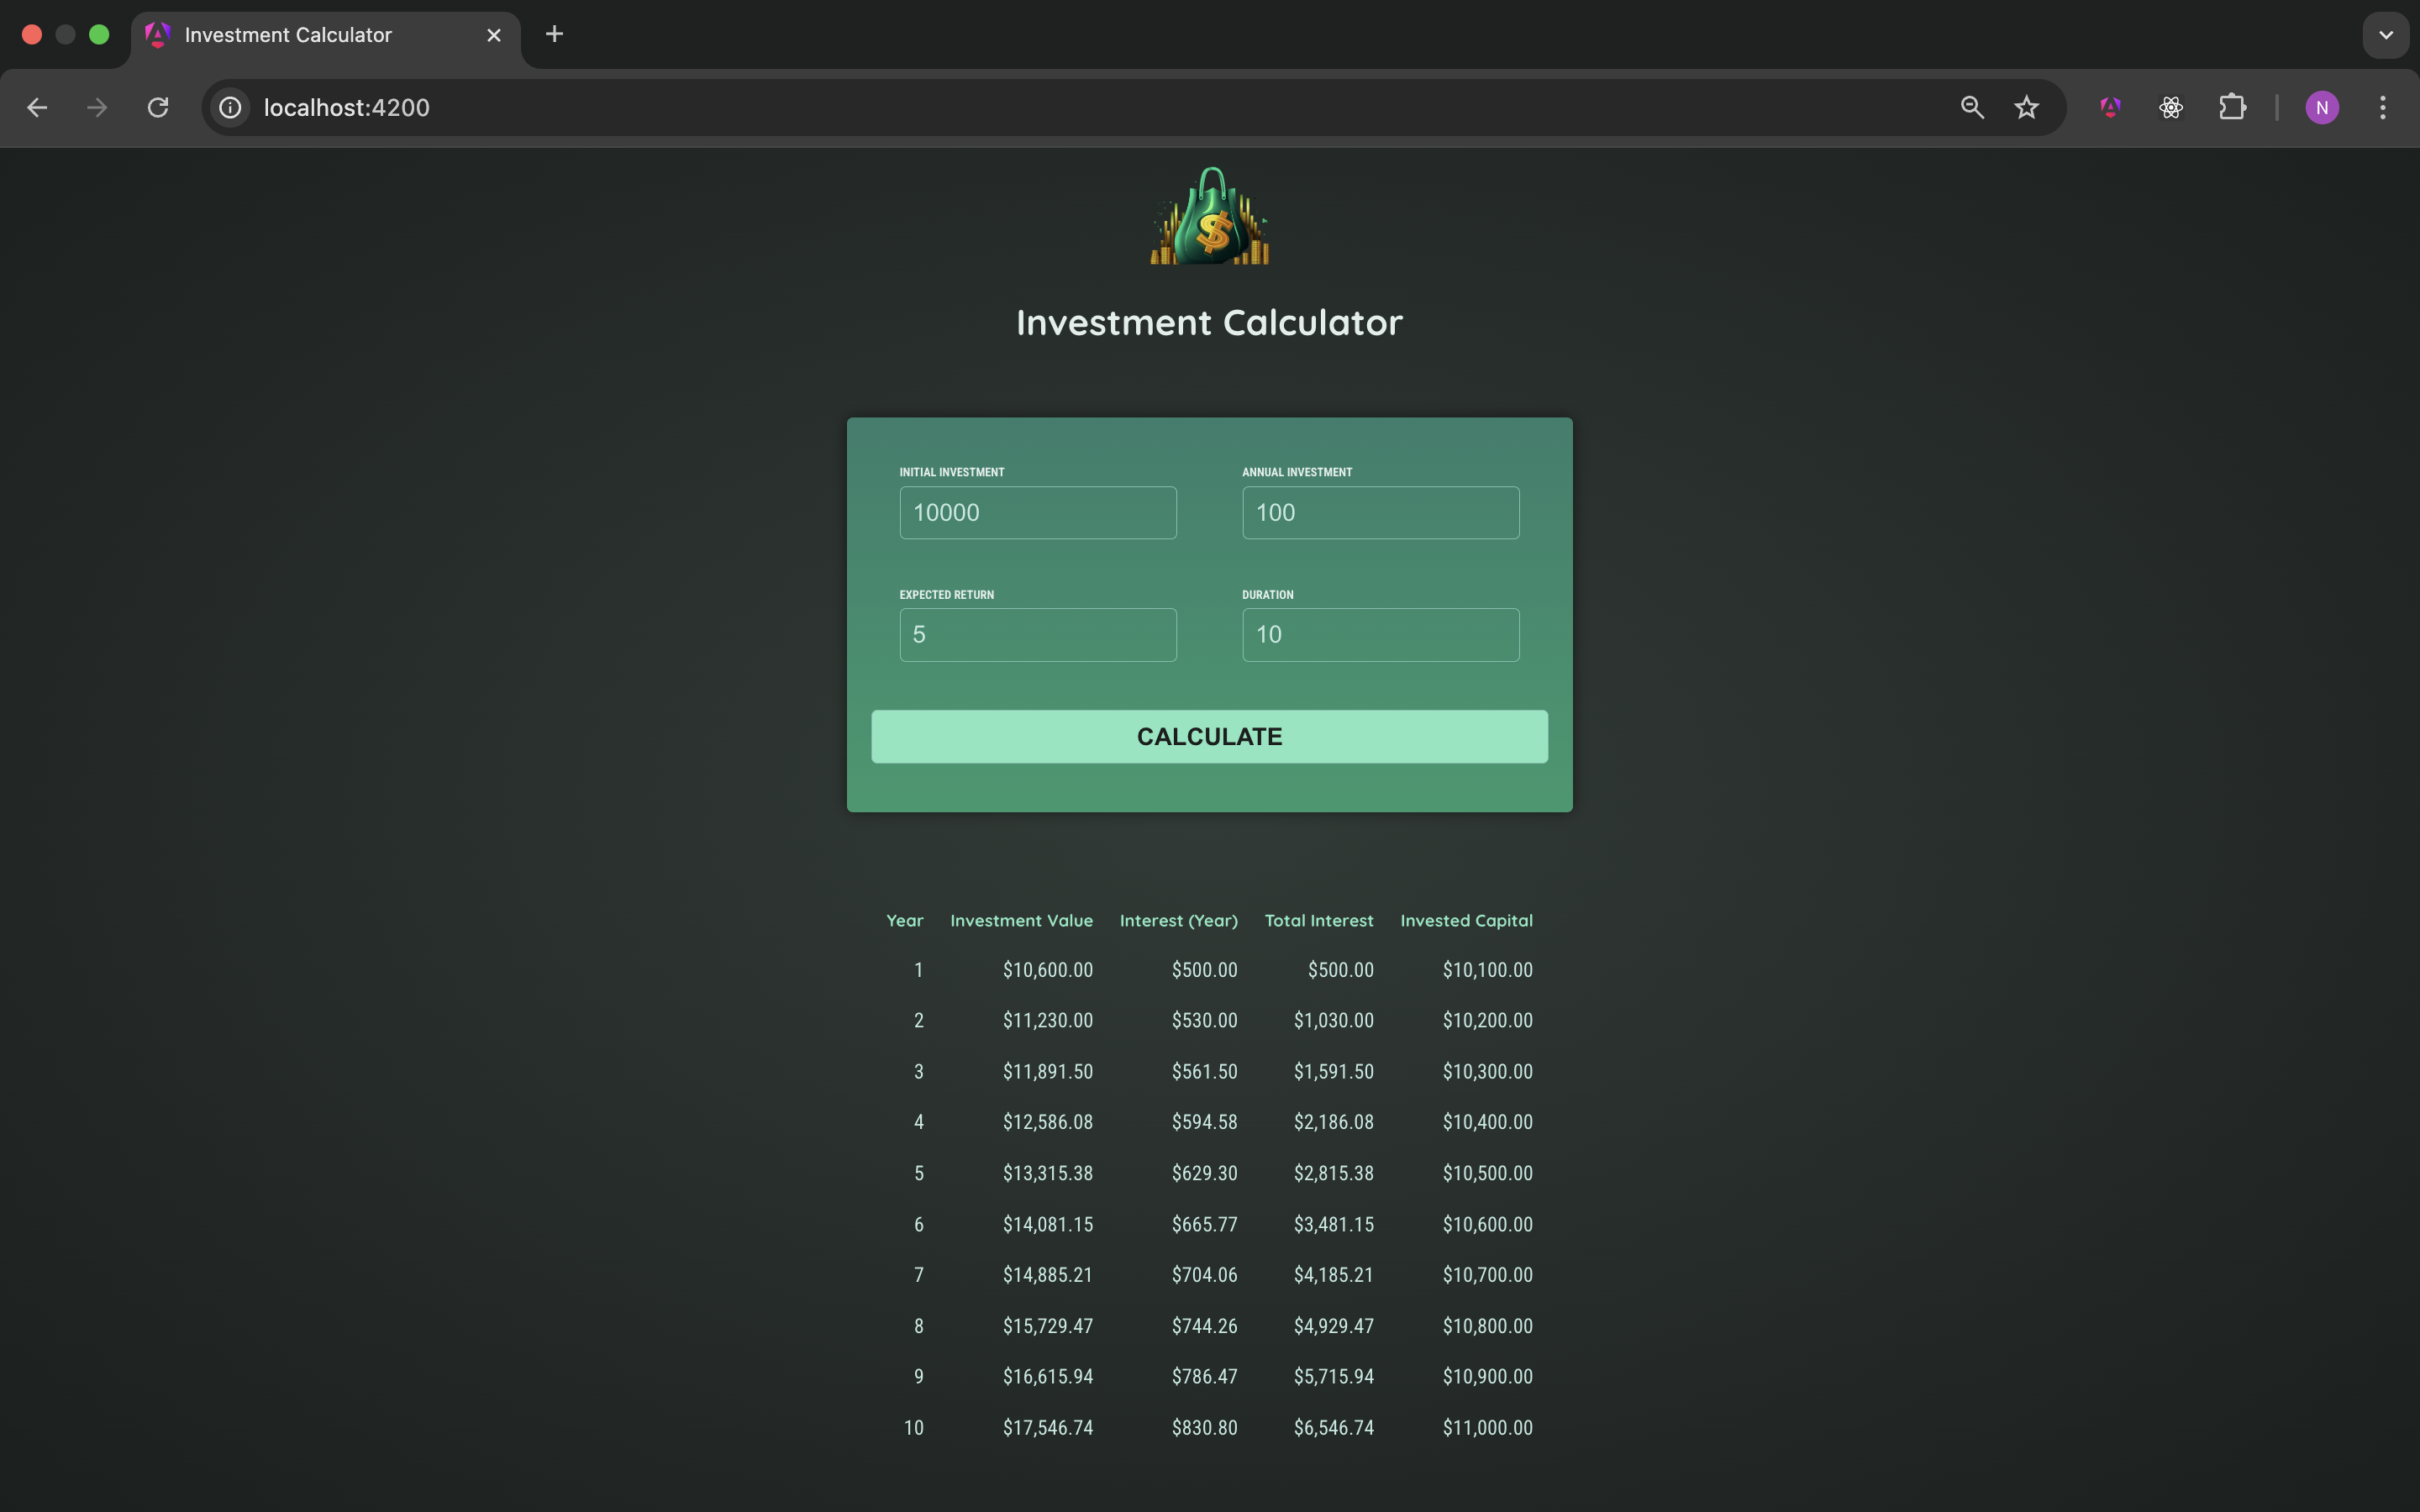 Investment Calculator
localhost:4200
N
$
Investment Calculator
INITIAL INVESTMENT ANNUAL INVESTMENT
10000 100
EXPECTED RETURN DURATION
5 10
CALCULATE
Year Investment Value Interest (Year) Total Interest Invested Capital
1 $10,600.00 $500.00 $500.00 $10,100.00
2 $11,230.00 $530.00 $1,030.00 $10,200.00
3 $11,891.50 $561.50 $1,591.50 $10,300.00
4 $12,586.08 $594.58 $2,186.08 $10,400.00
5 $13,315.38 $629.30 $2,815.38 $10,500.00
6 $14,081.15 $665.77 $3,481.15 $10,600.00
7 $14,885.21 $704.06 $4,185.21 $10,700.00
8 $15,729.47 $744.26 $4,929.47 $10,800.00
9 $16,615.94 $786.47 $5,715.94 $10,900.00
10 $17,546.74 $830.80 $6,546.74 $11,000.00